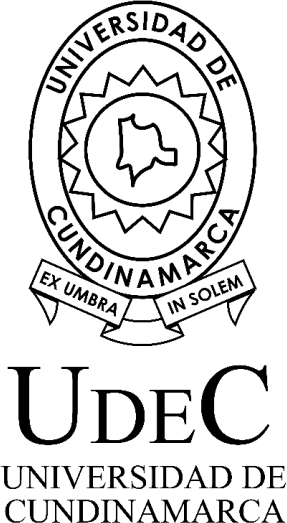 UNIVERSIDAD DE
CUNDINAMARCA
EX UMBRA
IN SOLEM
UDEC
UNIVERSIDAD DE
CUNDINAMARCA